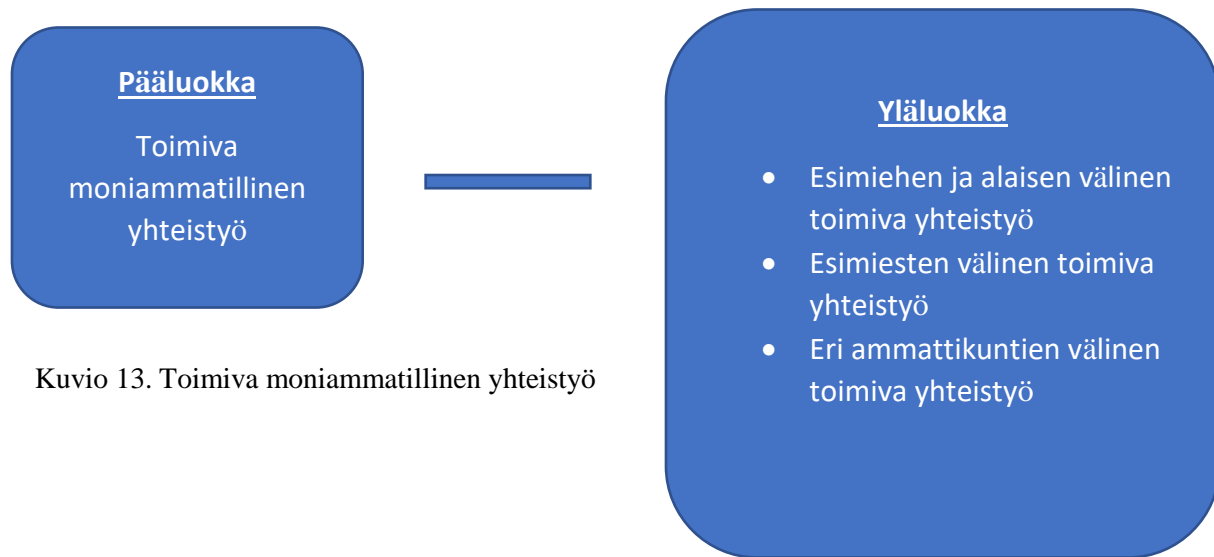 Pääluokka
Toimiva
moniammatillinen
yhteistyö
Yläluokka
• Esimiehen ja alaisen välinen
toimiva yhteistyö
• Esimiesten välinen toimiva
yhteistyö
• Eri ammattikuntien välinen
toimiva yhteistyö
Kuvio 13. Toimiva moniammatillinen yhteistyö